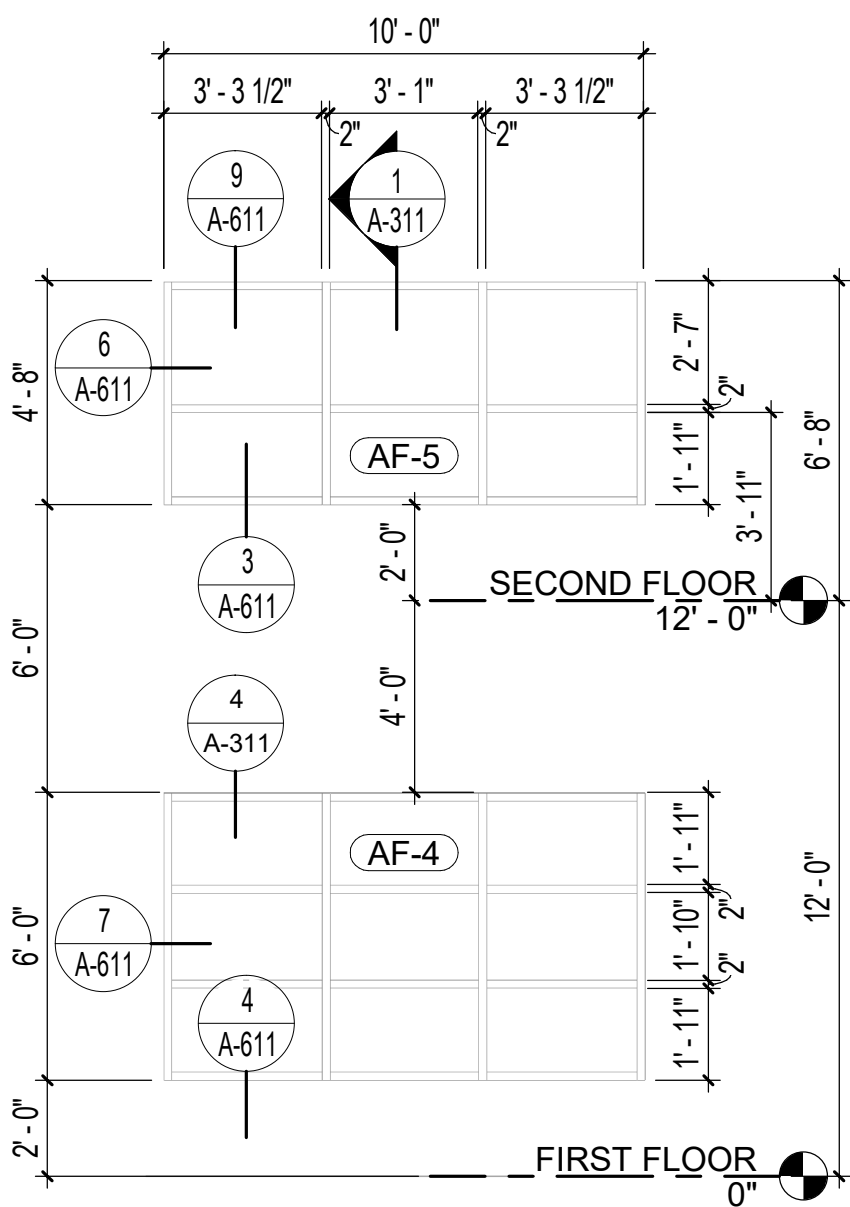 10' - 0"
3' - 3 1/2"
3' - 1"
3' - 3 1/2"
2"
2"
9
A-611
1
A-311
6
A-611
4' - 8"
2' - 7"
2"
1' - 11"
6' - 8"
3' - 11"
AF-5
3
A-611
2' - 0"
SECOND FLOOR
12' - 0"
6' - 0"
4
A-311
4' - 0"
AF-4
1' - 11"
2"
1' - 10"
2"
1' - 11"
12' - 0"
7
A-611
6' - 0"
4
A-611
2' - 0"
FIRST FLOOR
0"